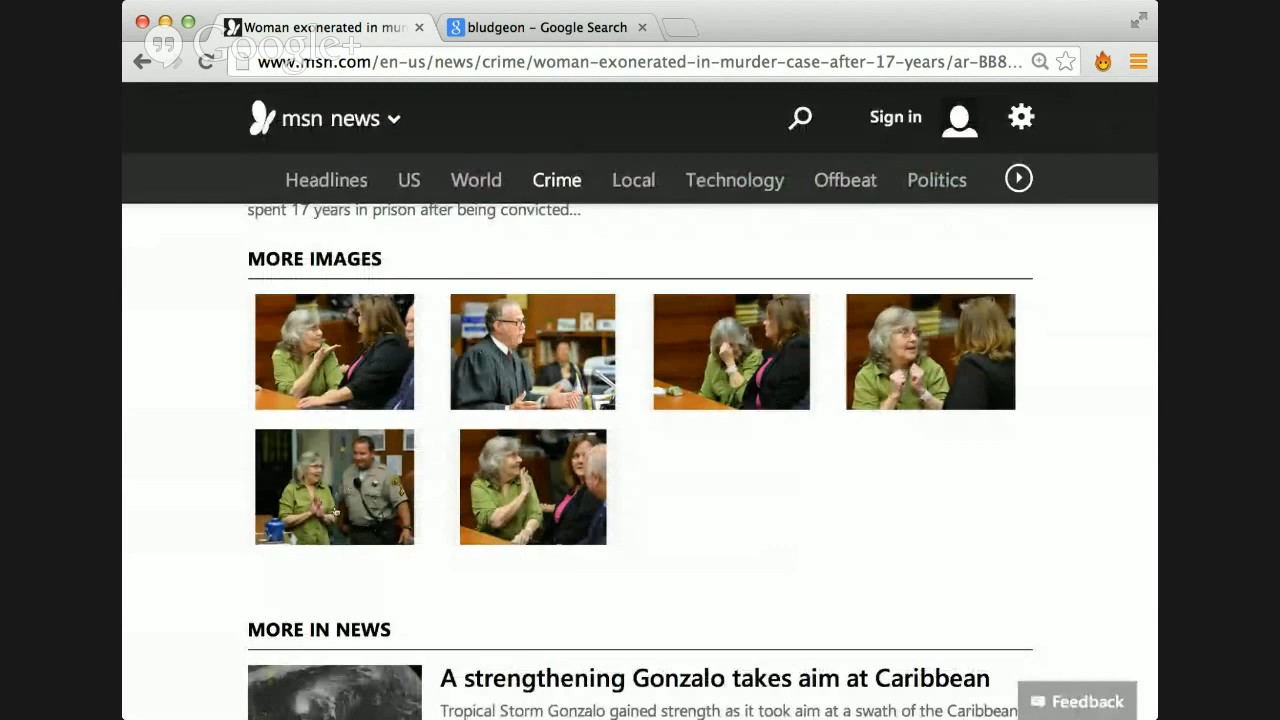 Woman exonerated in mur
bludgeon – Google Search
Google+
www.msn.com/en-us/news/crime/woman-exonerated-in-murder-case-after-17-years/ar-BB8...
msn news
Sign in
Headlines US World Crime Local Technology Offbeat Politics
spent 17 years in prison after being convicted...
MORE IMAGES
MORE IN NEWS
A strengthening Gonzalo takes aim at Caribbean
Tropical Storm Gonzalo gained strength as it took aim at a swath of the Caribbean
Feedback